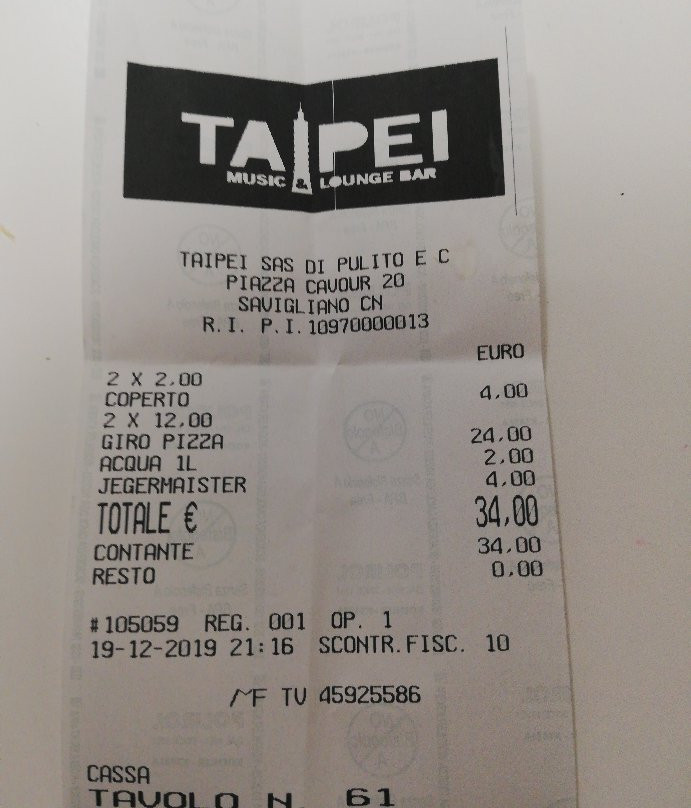 TAIPEI
MUSIC & LOUNGE BAR
TAIPEI SAS DI PULITO E C
PIAZZA CAVOUR 20
SAVIGLIANO CN
R.I. P.I.10970000013
EURO
2 X 2,00
COPERTO 4,00
2 X 12,00
GIRO PIZZA 24,00
ACQUA 1L 2,00
JEGERMAISTER 4,00
TOTALE € 34,00
CONTANTE 34,00
RESTO 0,00
#105059 REG. 001 OP. 1
19-12-2019 21:16 SCONTR.FISC. 10
MF TV 45925586
CASSA
TAVOLO N. 61